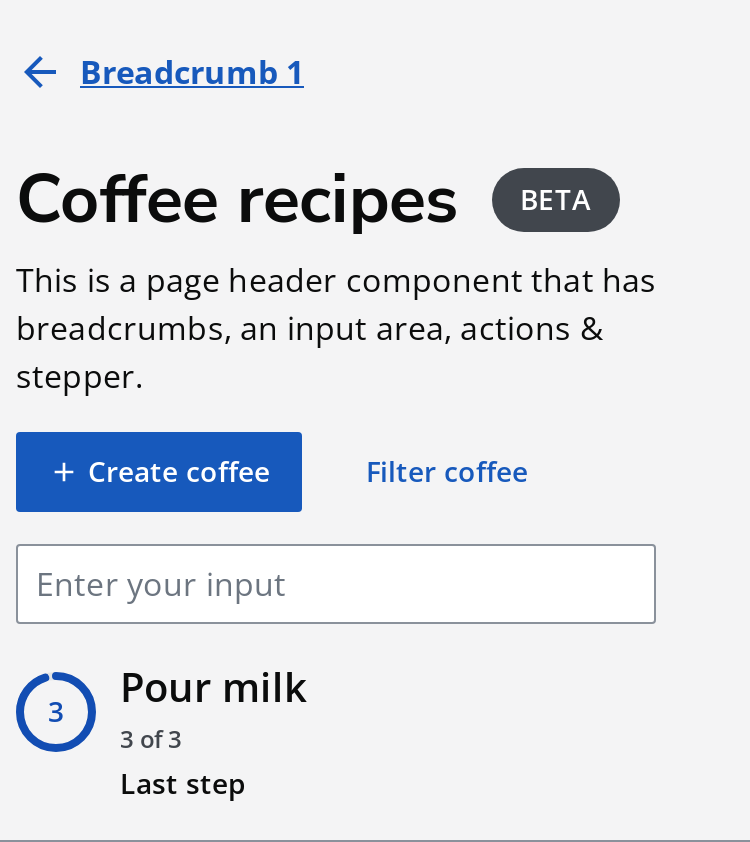 Breadcrumb 1
Coffee recipes BETA
This is a page header component that has
breadcrumbs, an input area, actions &
stepper.
Create coffee Filter coffee
Enter your input
3 Pour milk
3 of 3
Last step